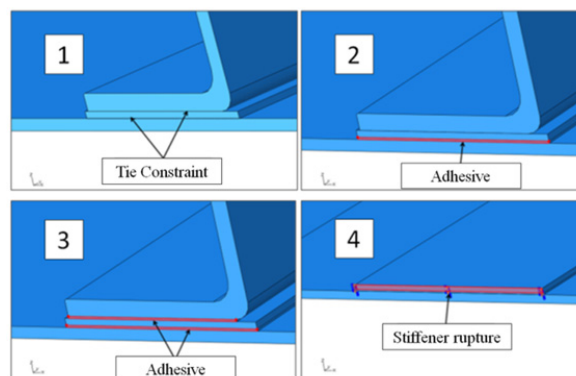 1
2
Tie Constraint
Adhesive
3
4
Adhesive
Stiffener rupture